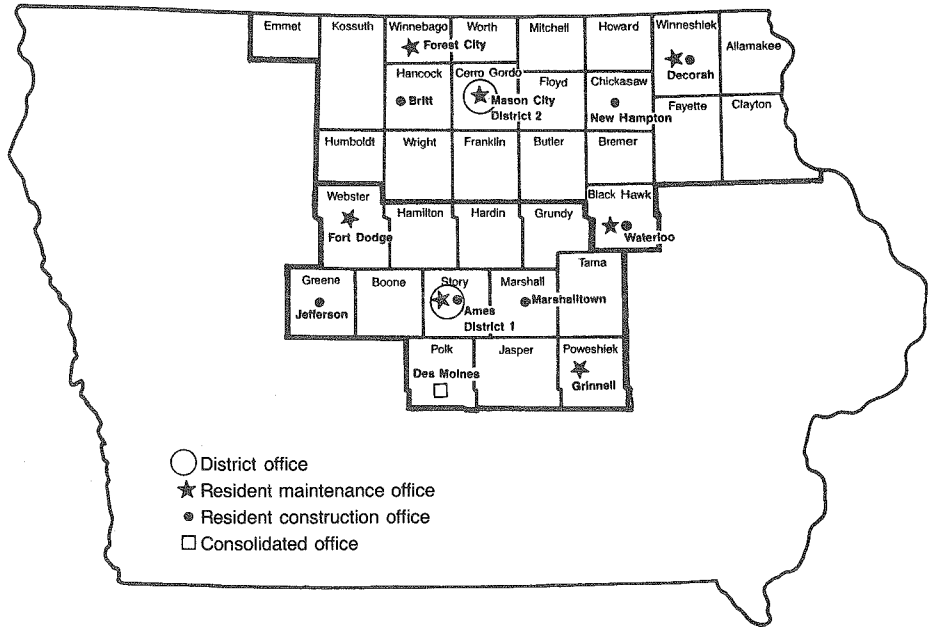 Emmet
Kossuth
Winnebago
Worth
Mitchell
Howard
Winneshiek
Allamakee
Forest City
Decorah
Hancock
Cerro Gordo
Floyd
Chickasaw
Fayette
Clayton
Britt
Mason City
District 2
New Hampton
Humboldt
Wright
Franklin
Butler
Bremer
Webster
Hamilton
Hardin
Grundy
Black Hawk
Fort Dodge
Waterloo
Tama
Greene
Boone
Story
Marshall
Jefferson
Ames
District 1
Marshalltown
Polk
Jasper
Poweshiek
Des Moines
Grinnell
District office
Resident maintenance office
Resident construction office
Consolidated office